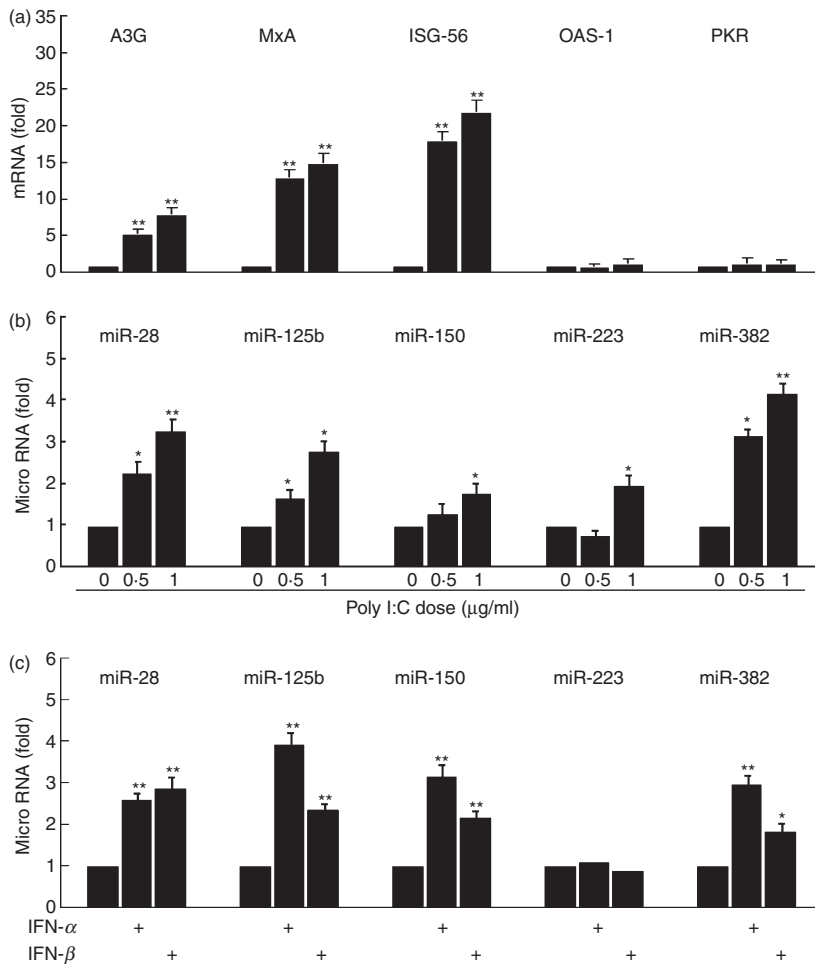 (a)
A3G MxA ISG-56 OAS-1 PKR
mRNA (fold)
35
30
25
20
15
10
5
0
** ** ** ** ** **
(b)
miR-28 miR-125b miR-150 miR-223 miR-382
Micro RNA (fold)
6
5
4
3
2
1
0
* ** * * * * * **
0 0·5 1 0 0·5 1 0 0·5 1 0 0·5 1 0 0·5 1
Poly I:C dose (μg/ml)
(c)
miR-28 miR-125b miR-150 miR-223 miR-382
Micro RNA (fold)
6
5
4
3
2
1
0
** ** ** ** ** ** ** *
IFN-α + + + + +
IFN-β + + + + +